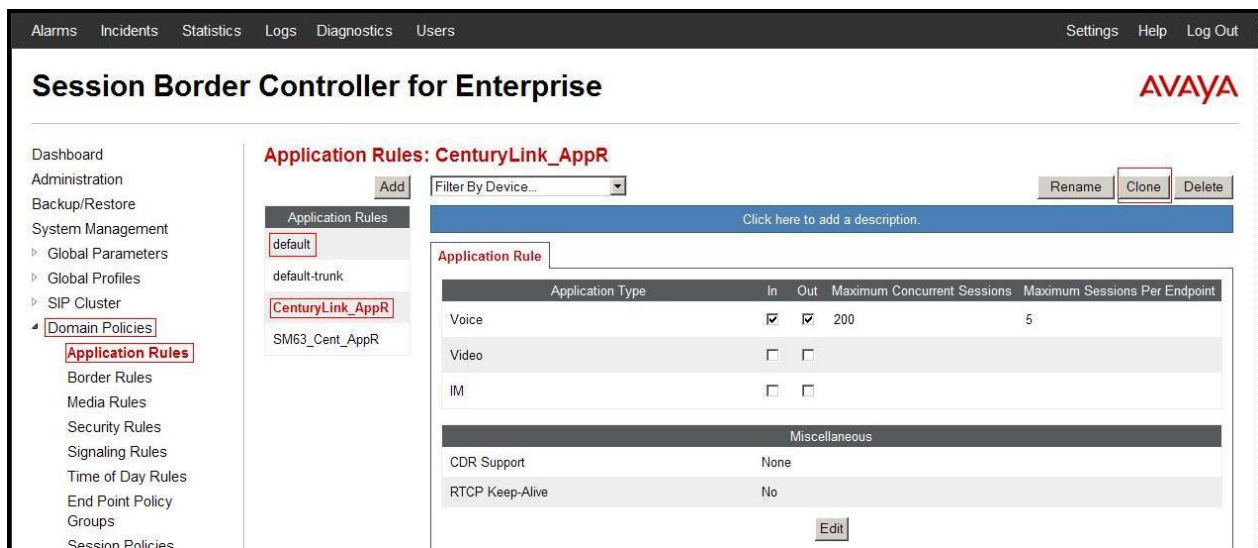 Alarms Incidents Statistics Logs Diagnostics Users Settings Help Log Out
Session Border Controller for Enterprise
AVAYA
Dashboard
Administration
Backup/Restore
System Management
Global Parameters
Global Profiles
SIP Cluster
Domain Policies
Application Rules
Border Rules
Media Rules
Security Rules
Signaling Rules
Time of Day Rules
End Point Policy
Groups
Session Policies
Application Rules: CenturyLink_AppR
Add Filter By Device... Rename Clone Delete
Application Rules
default
default-trunk
CenturyLink_AppR
SM63_Cent_AppR
Click here to add a description.
Application Rule
Application Type In Out Maximum Concurrent Sessions Maximum Sessions Per Endpoint
Voice 200 5
Video
IM
Miscellaneous
CDR Support None
RTCP Keep-Alive No
Edit